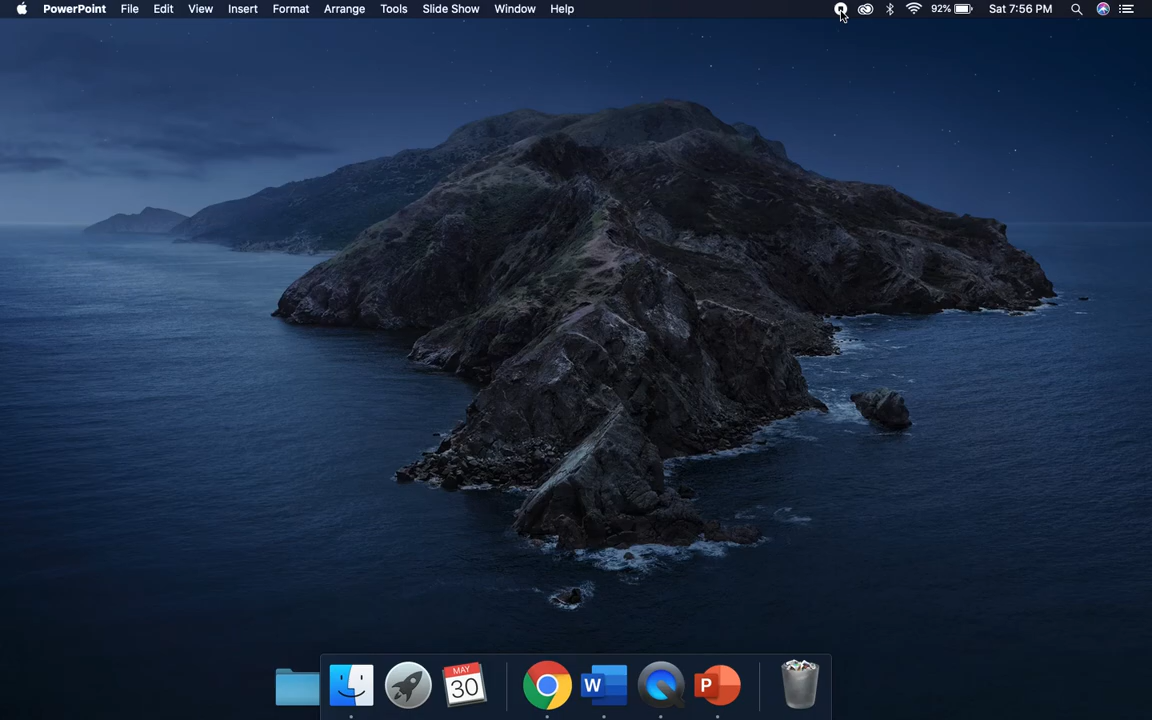 PowerPoint File Edit View Insert Format Arrange Tools Slide Show Window Help 92% Sat 7:56 PM
MAY
30
W
P